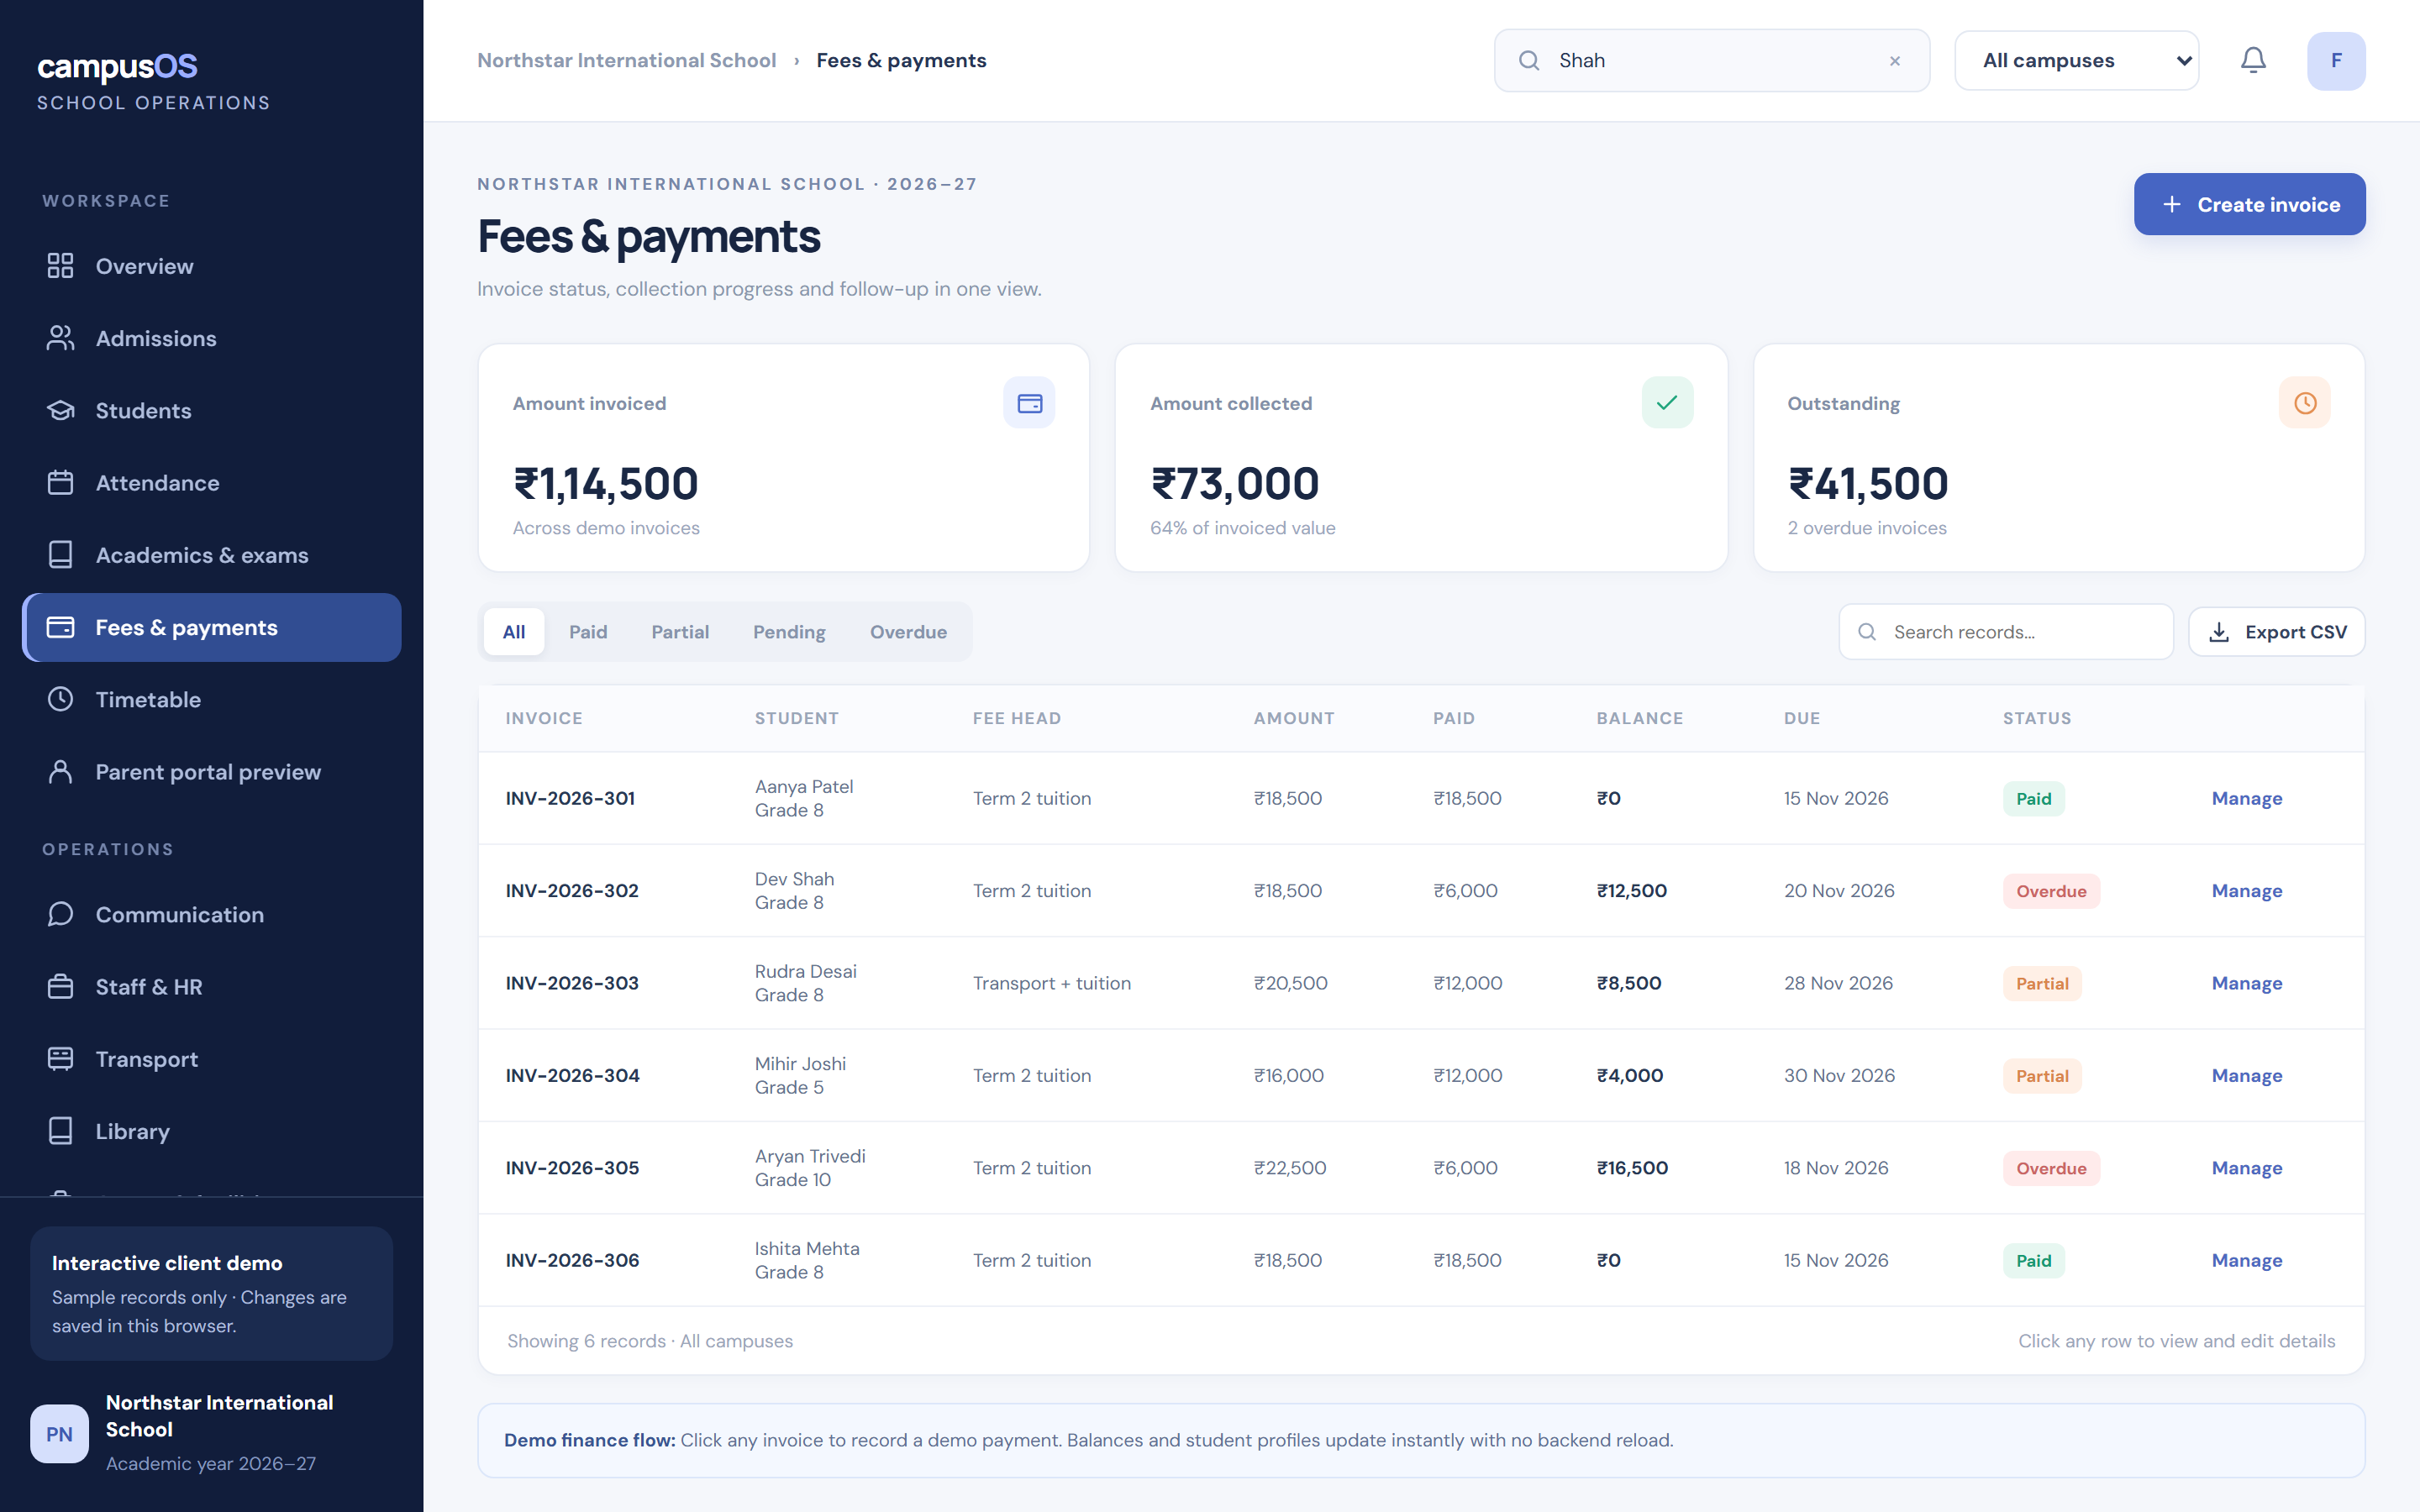 campusOS
SCHOOL OPERATIONS
WORKSPACE
Overview
Admissions
Students
Attendance
Academics & exams
Fees & payments
Timetable
Parent portal preview
OPERATIONS
Communication
Staff & HR
Transport
Library
Interactive client demo
Sample records only · Changes are
saved in this browser.
PN
Northstar International
School
Academic year 2026–27
Northstar International School › Fees & payments
Shah ×
All campuses
F
NORTHSTAR INTERNATIONAL SCHOOL · 2026–27
Fees & payments
Invoice status, collection progress and follow-up in one view.
+ Create invoice
Amount invoiced
₹1,14,500
Across demo invoices
Amount collected
₹73,000
64% of invoiced value
Outstanding
₹41,500
2 overdue invoices
All Paid Partial Pending Overdue
Search records...
Export CSV
INVOICE STUDENT FEE HEAD AMOUNT PAID BALANCE DUE STATUS
INV-2026-301 Aanya Patel Term 2 tuition ₹18,500 ₹18,500 ₹0 15 Nov 2026 Paid Manage
Grade 8
INV-2026-302 Dev Shah Term 2 tuition ₹18,500 ₹6,000 ₹12,500 20 Nov 2026 Overdue Manage
Grade 8
INV-2026-303 Rudra Desai Transport + tuition ₹20,500 ₹12,000 ₹8,500 28 Nov 2026 Partial Manage
Grade 8
INV-2026-304 Mihir Joshi Term 2 tuition ₹16,000 ₹12,000 ₹4,000 30 Nov 2026 Partial Manage
Grade 5
INV-2026-305 Aryan Trivedi Term 2 tuition ₹22,500 ₹6,000 ₹16,500 18 Nov 2026 Overdue Manage
Grade 10
INV-2026-306 Ishita Mehta Term 2 tuition ₹18,500 ₹18,500 ₹0 15 Nov 2026 Paid Manage
Grade 8
Showing 6 records · All campuses
Click any row to view and edit details
Demo finance flow: Click any invoice to record a demo payment. Balances and student profiles update instantly with no backend reload.